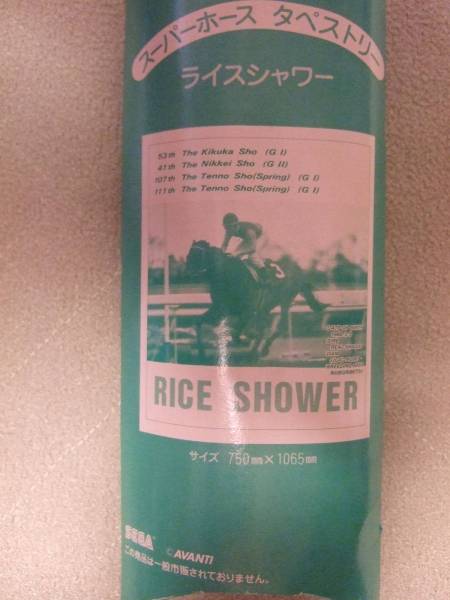 スーパーホース タペストリー
ライスシャワー
53th The Kikuka Sho (G I)
41th The Nikkei Sho (G II)
107th The Tenno Sho(Spring) (G I)
111th The Tenno Sho(Spring) (G I)
3
RICE SHOWER
サイズ 750mm×1065mm
SEGA ©AVANTI
この商品は一般市販されておりません。